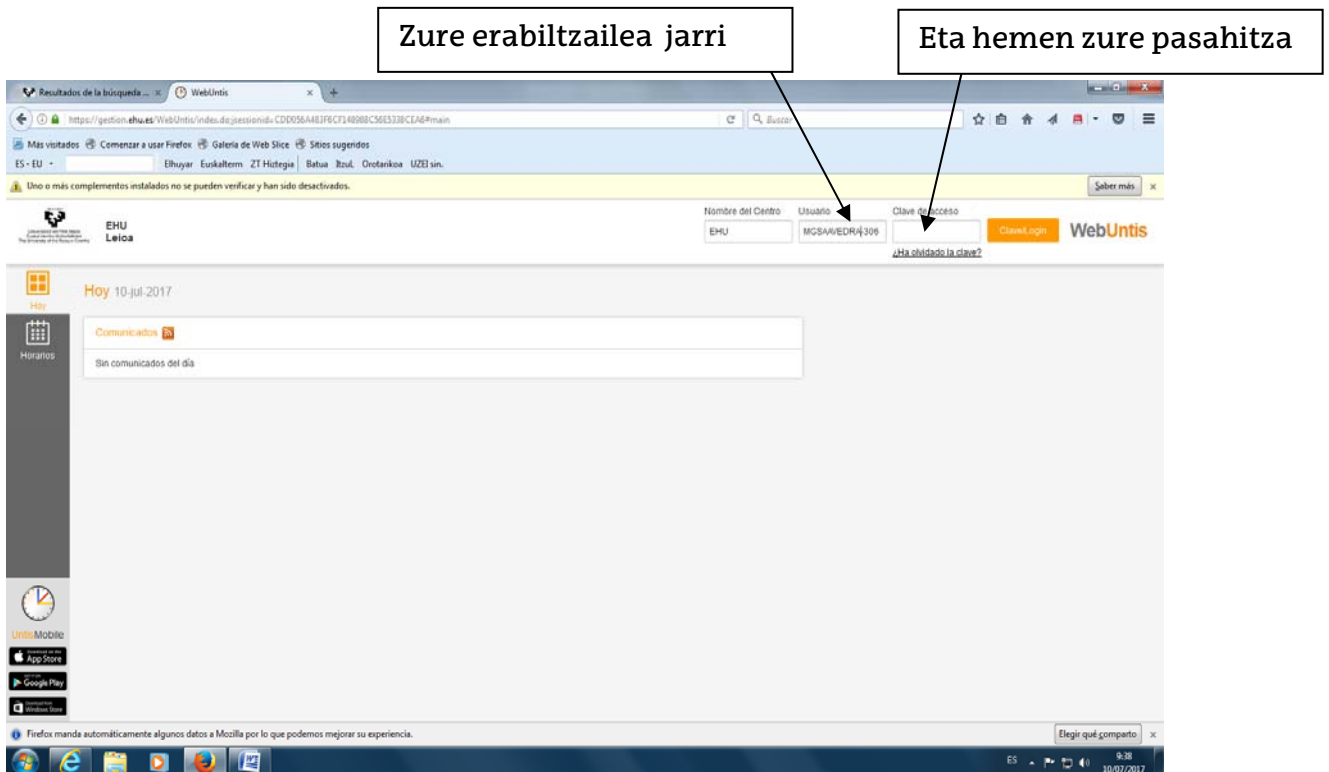 Zure erabiltzailea jarri
Eta hemen zure pasahitza
Resultados de la búsqueda ... × WebUntis × +
Buscar
Más visitados Comenzar a usar Firefox Galería de Web Slice Sitios sugeridos
ES - EU Elhuyar Euskalterm ZT Hiztegia Batua Itzul. Orotarikoa UZEI sin.
Uno o más complementos instalados no se pueden verificar y han sido desactivados. Saber más ×
Nombre del Centro Usuario Clave de acceso
EHU
Leioa
EHU Clave/Login WebUntis
¿Ha olvidado la clave?
Hoy
Hoy 10-jul-2017
Horarios
Comunicados
Sin comunicados del día
UntisMobile
App Store
Google Play
Windows Store
Firefox manda automáticamente algunos datos a Mozilla por lo que podemos mejorar su experiencia. Elegir qué comparto ×
ES 9:38
10/07/2017